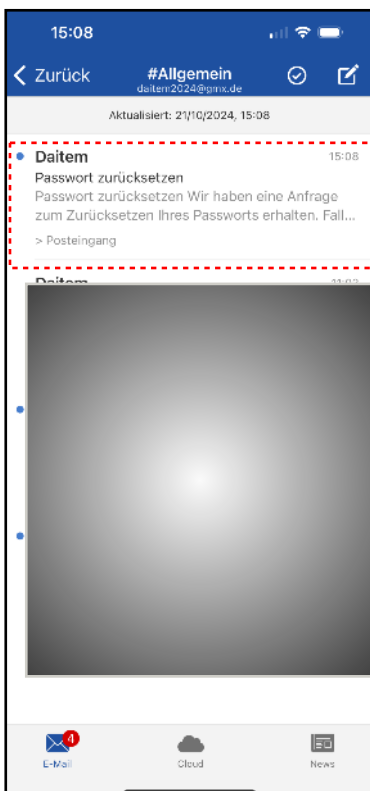 15:08
Zurück
#Allgemein
daitem2024@gmx.de
Aktualisiert: 21/10/2024, 15:08
Daitem 15:08
Passwort zurücksetzen
Passwort zurücksetzen Wir haben eine Anfrage
zum Zurücksetzen Ihres Passworts erhalten. Fall...
> Posteingang
Daitem
4
E-Mail Cloud News